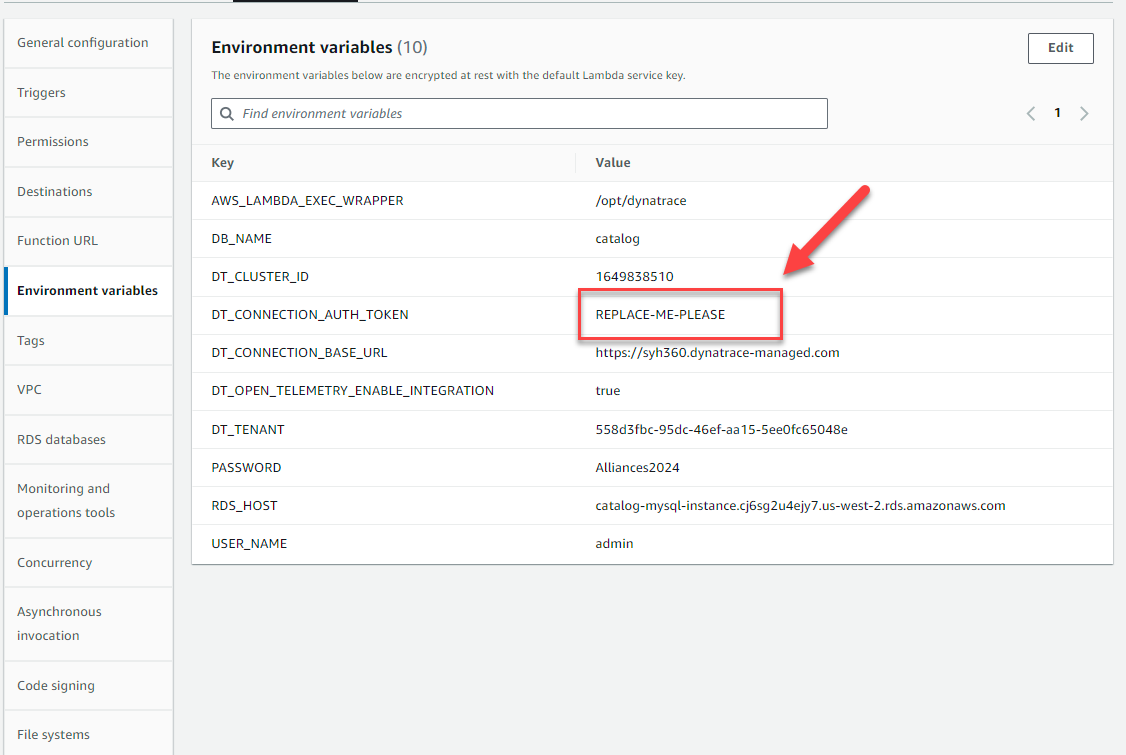 General configuration
Triggers
Permissions
Destinations
Function URL
Environment variables
Tags
VPC
RDS databases
Monitoring and
operations tools
Concurrency
Asynchronous
invocation
Code signing
File systems
Environment variables (10)
Edit
The environment variables below are encrypted at rest with the default Lambda service key.
Find environment variables
1
Key Value
AWS_LAMBDA_EXEC_WRAPPER /opt/dynatrace
DB_NAME catalog
DT_CLUSTER_ID 1649838510
DT_CONNECTION_AUTH_TOKEN REPLACE-ME-PLEASE
DT_CONNECTION_BASE_URL https://syh360.dynatrace-managed.com
DT_OPEN_TELEMETRY_ENABLE_INTEGRATION true
DT_TENANT 558d3fbc-95dc-46ef-aa15-5ee0fc65048e
PASSWORD Alliances2024
RDS_HOST catalog-mysql-instance.cj6sg2u4ejy7.us-west-2.rds.amazonaws.com
USER_NAME admin